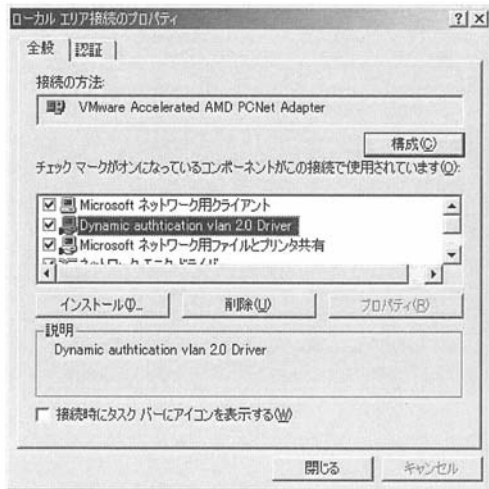 ローカル エリア接続のプロパティ
全般
認証
接続の方法:
VMware Accelerated AMD PCNet Adapter
構成(C)
チェック マークがオンになっているコンポーネントがこの接続で使用されています(O):
Microsoft ネットワーク用クライアント
Dynamic authtication vlan 2.0 Driver
Microsoft ネットワーク用ファイルとプリンタ共有
インストール(I)...
削除(U)
プロパティ(R)
説明
Dynamic authtication vlan 2.0 Driver
接続時にタスク バーにアイコンを表示する(W)
閉じる
キャンセル